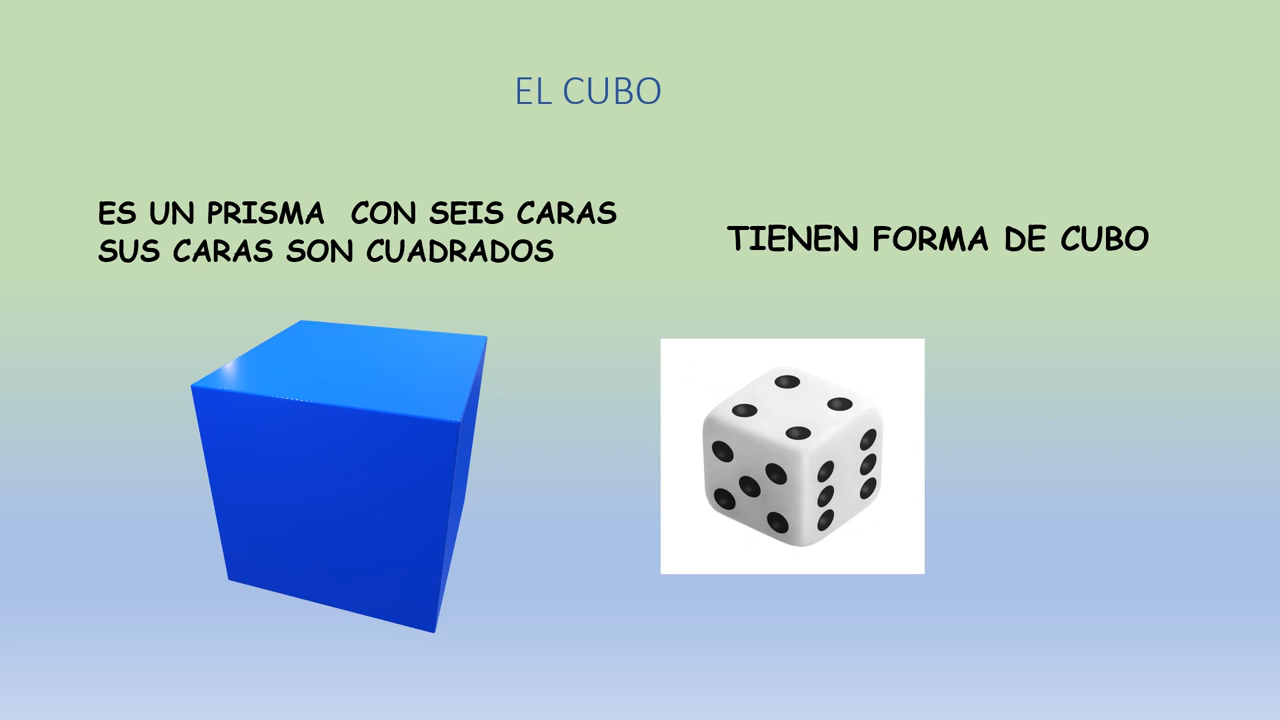 EL CUBO
ES UN PRISMA CON SEIS CARAS
SUS CARAS SON CUADRADOS
TIENEN FORMA DE CUBO